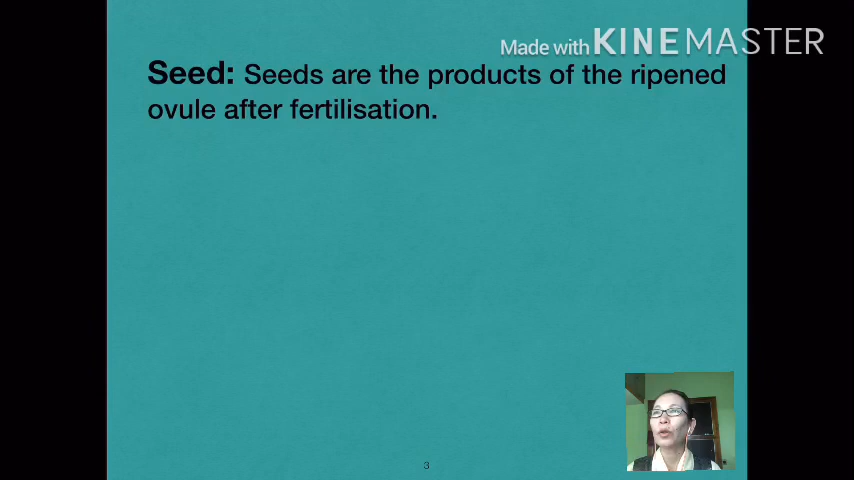 Made with KINEMASTER
Seed: Seeds are the products of the ripened
ovule after fertilisation.
3